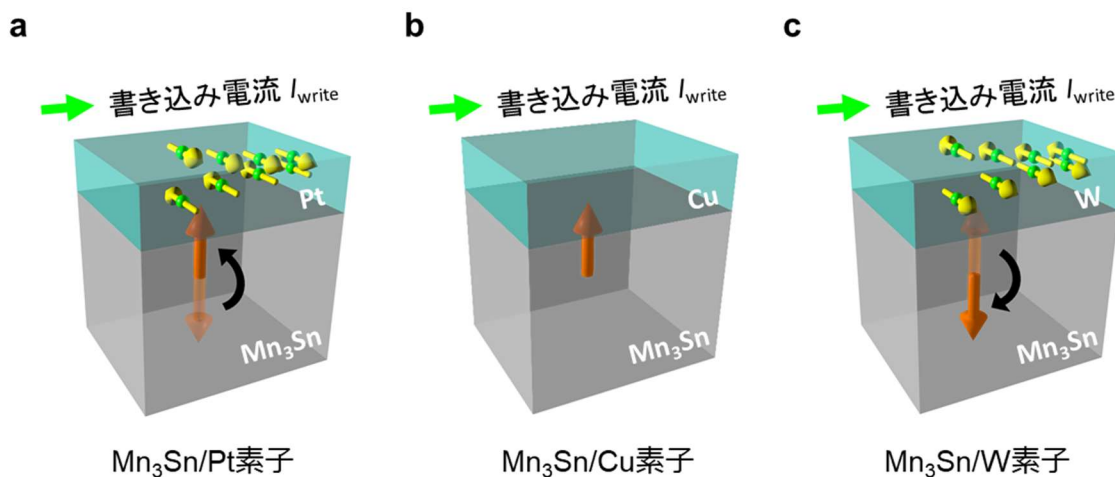 a
書き込み電流 Iwrite
Pt
Mn₃Sn
Mn₃Sn/Pt素子
b
書き込み電流 Iwrite
Cu
Mn₃Sn/Cu素子
c
書き込み電流 Iwrite
W
Mn₃Sn
Mn₃Sn/W素子